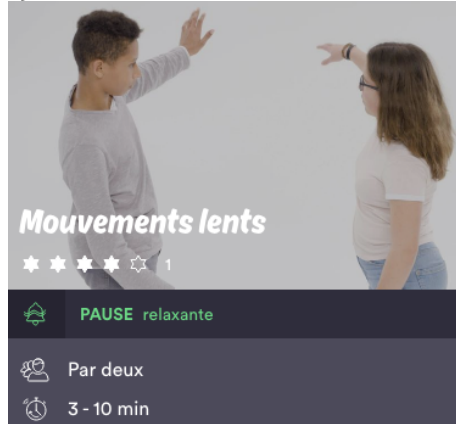 Mouvements lents
1
PAUSE relaxante
Par deux
3 - 10 min